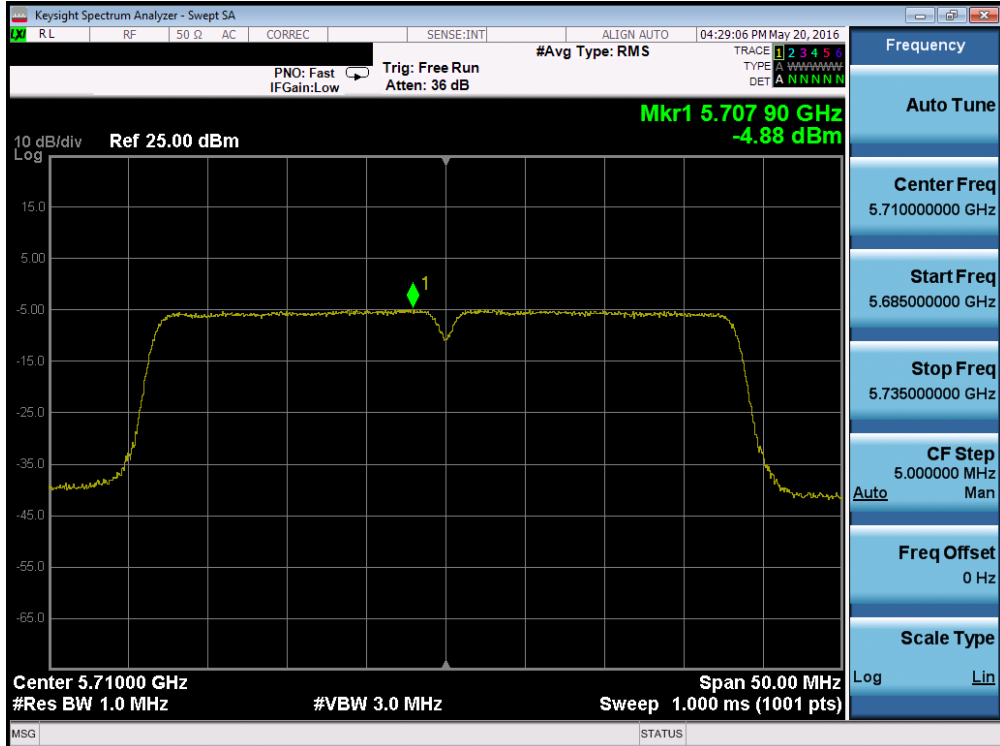 Keysight Spectrum Analyzer - Swept SA
LXI RL RF 50 Ω AC CORREC SENSE:INT ALIGN AUTO 04:29:06 PM May 20, 2016
#Avg Type: RMS
TRACE 1 2 3 4 5 6
TYPE A WWWWW
DET A N N N N N
PNO: Fast
IFGain:Low
Trig: Free Run
Atten: 36 dB
Mkr1 5.707 90 GHz
-4.88 dBm
10 dB/div
Log
Ref 25.00 dBm
15.0
5.00
-5.00
-15.0
-25.0
-35.0
-45.0
-55.0
-65.0
1
Center 5.71000 GHz
#Res BW 1.0 MHz
#VBW 3.0 MHz
Span 50.00 MHz
Sweep 1.000 ms (1001 pts)
MSG
STATUS
Frequency
Auto Tune
Center Freq
5.710000000 GHz
Start Freq
5.685000000 GHz
Stop Freq
5.735000000 GHz
CF Step
5.000000 MHz
Auto Man
Freq Offset
0 Hz
Scale Type
Log Lin